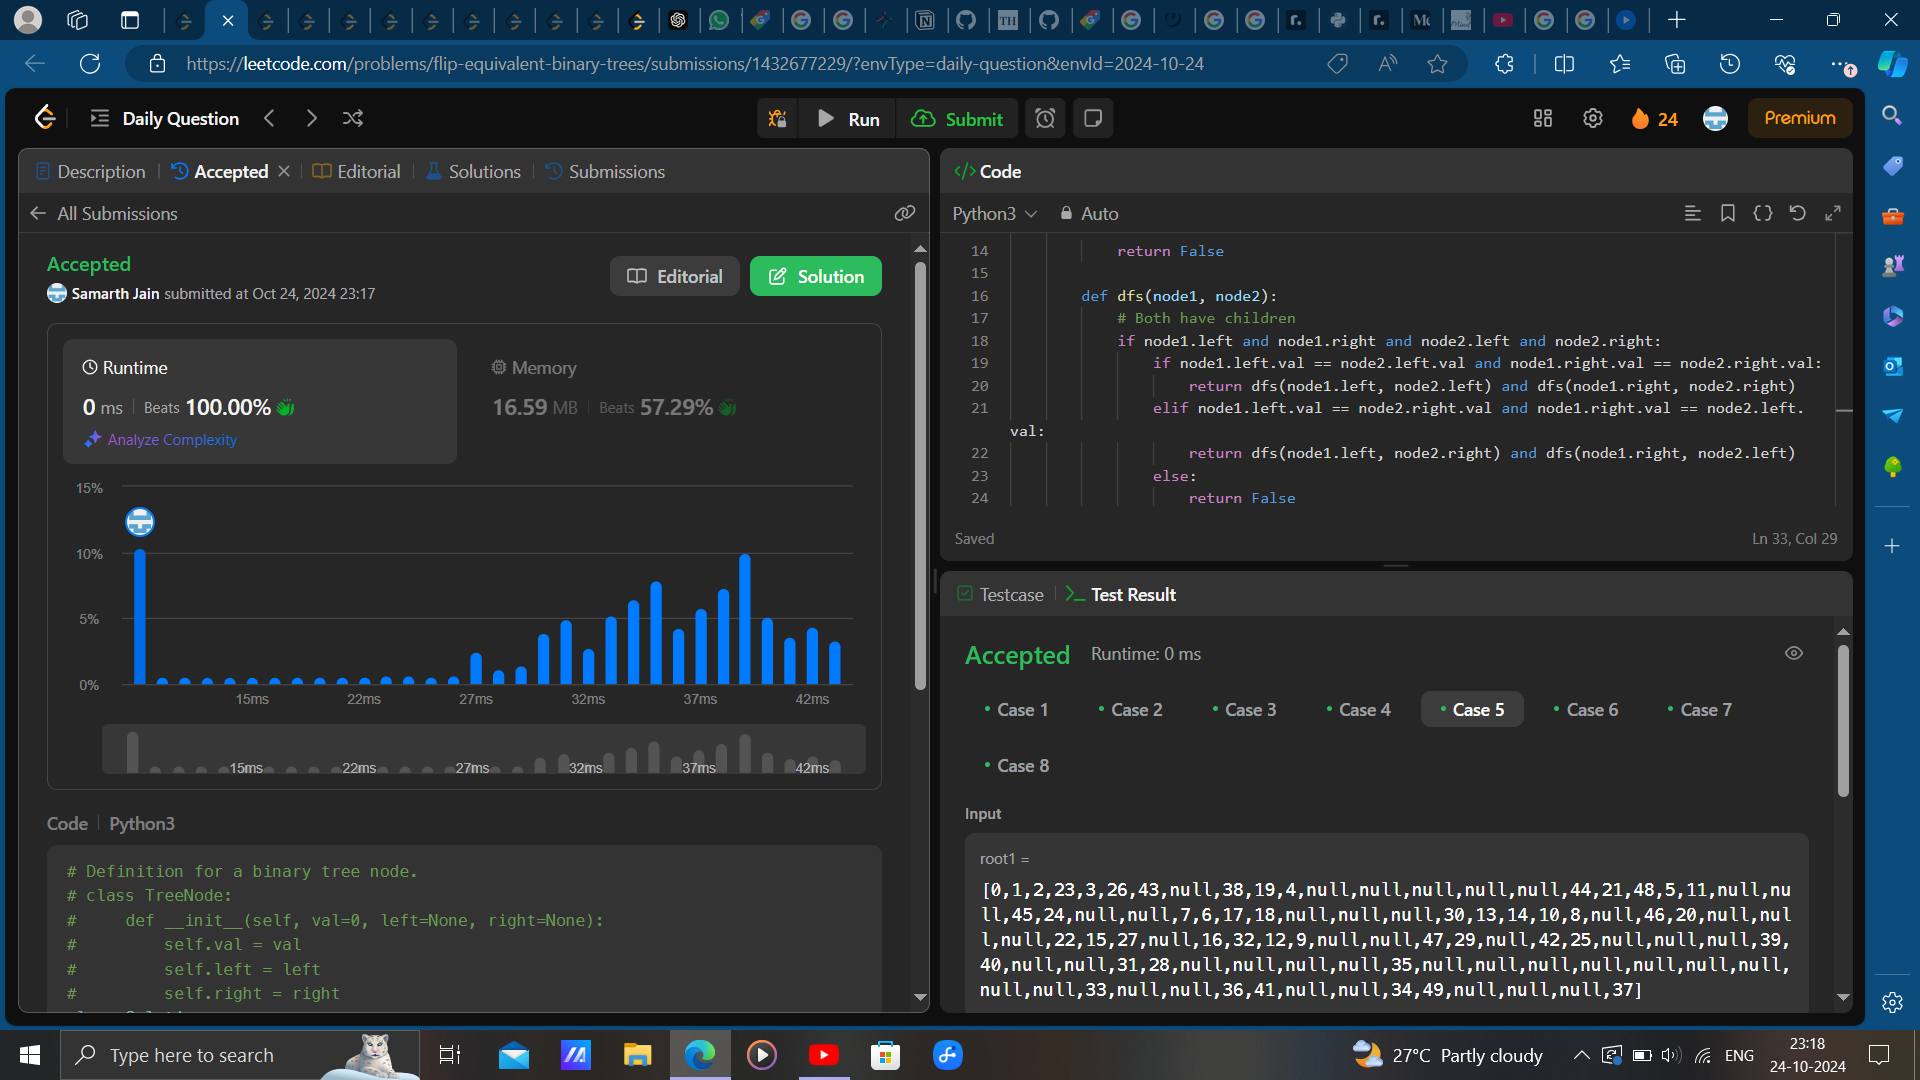 https://leetcode.com/problems/flip-equivalent-binary-trees/submissions/1432677229/?envType=daily-question&envId=2024-10-24
Daily Question
Run
Submit
24
Premium
Description
Accepted
Editorial
Solutions
Submissions
All Submissions
Accepted
Samarth Jain submitted at Oct 24, 2024 23:17
Editorial
Solution
Runtime
0 ms
Beats 100.00%
Analyze Complexity
Memory
16.59 MB
Beats 57.29%
15%
10%
5%
0%
15ms 22ms 27ms 32ms 37ms 42ms
15ms 22ms 27ms 32ms 37ms 42ms
Code
Python3
# Definition for a binary tree node.
# class TreeNode:
#     def __init__(self, val=0, left=None, right=None):
#         self.val = val
#         self.left = left
#         self.right = right
</> Code
Python3
Auto
14 return False
15
16 def dfs(node1, node2):
17 # Both have children
18 if node1.left and node1.right and node2.left and node2.right:
19 if node1.left.val == node2.left.val and node1.right.val == node2.right.val:
20 return dfs(node1.left, node2.left) and dfs(node1.right, node2.right)
21 elif node1.left.val == node2.right.val and node1.right.val == node2.left.
val:
22 return dfs(node1.left, node2.right) and dfs(node1.right, node2.left)
23 else:
24 return False
Saved
Ln 33, Col 29
Testcase
Test Result
Accepted
Runtime: 0 ms
Case 1
Case 2
Case 3
Case 4
Case 5
Case 6
Case 7
Case 8
Input
root1 =
[0,1,2,23,3,26,43,null,38,19,4,null,null,null,null,null,44,21,48,5,11,null,nu
ll,45,24,null,null,7,6,17,18,null,null,null,30,13,14,10,8,null,46,20,null,nul
l,null,22,15,27,null,16,32,12,9,null,null,47,29,null,42,25,null,null,null,39,
40,null,null,31,28,null,null,null,null,35,null,null,null,null,null,null,null,
null,null,33,null,null,36,41,null,null,34,49,null,null,null,37]
Type here to search
27°C Partly cloudy
ENG
23:18
24-10-2024